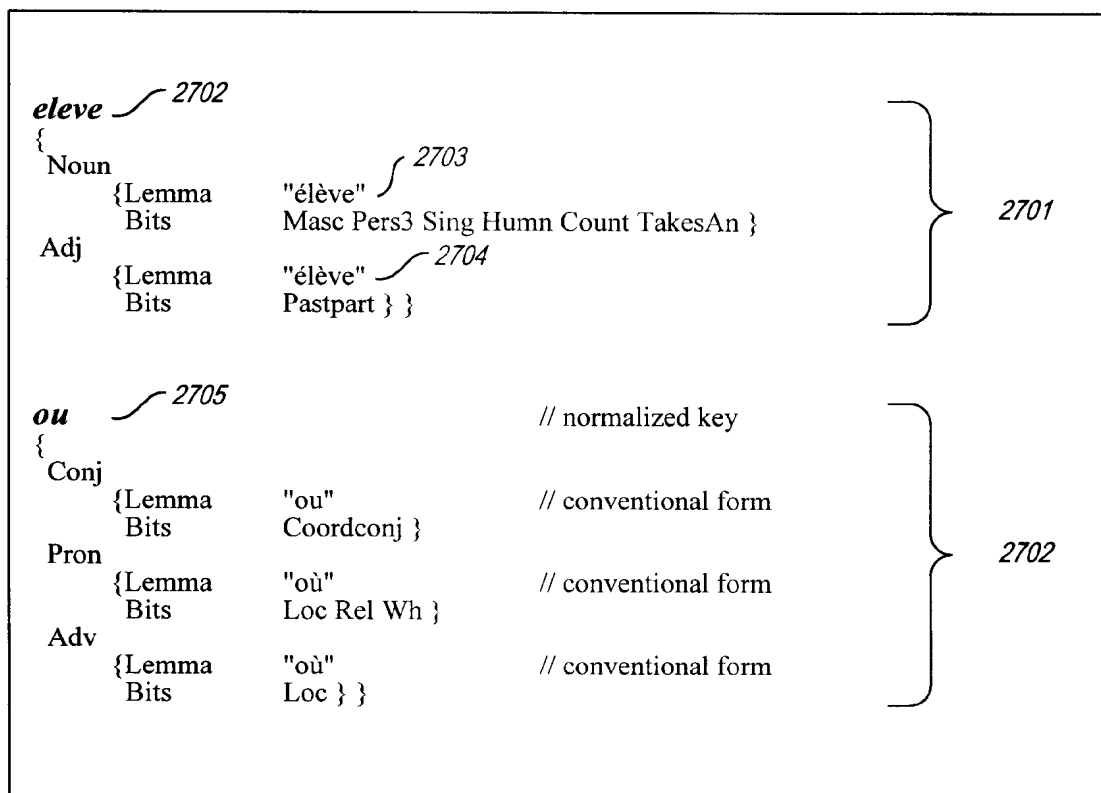 eleve 2702
{
Noun 2703
{Lemma "élève"
Bits Masc Pers3 Sing Humn Count TakesAn }
2701
Adj 2704
{Lemma "élève"
Bits Pastpart } }
ou 2705 // normalized key
{
Conj
{Lemma "ou" // conventional form
Bits Coordconj }
Pron 2702
{Lemma "où" // conventional form
Bits Loc Rel Wh }
Adv
{Lemma "où" // conventional form
Bits Loc } }